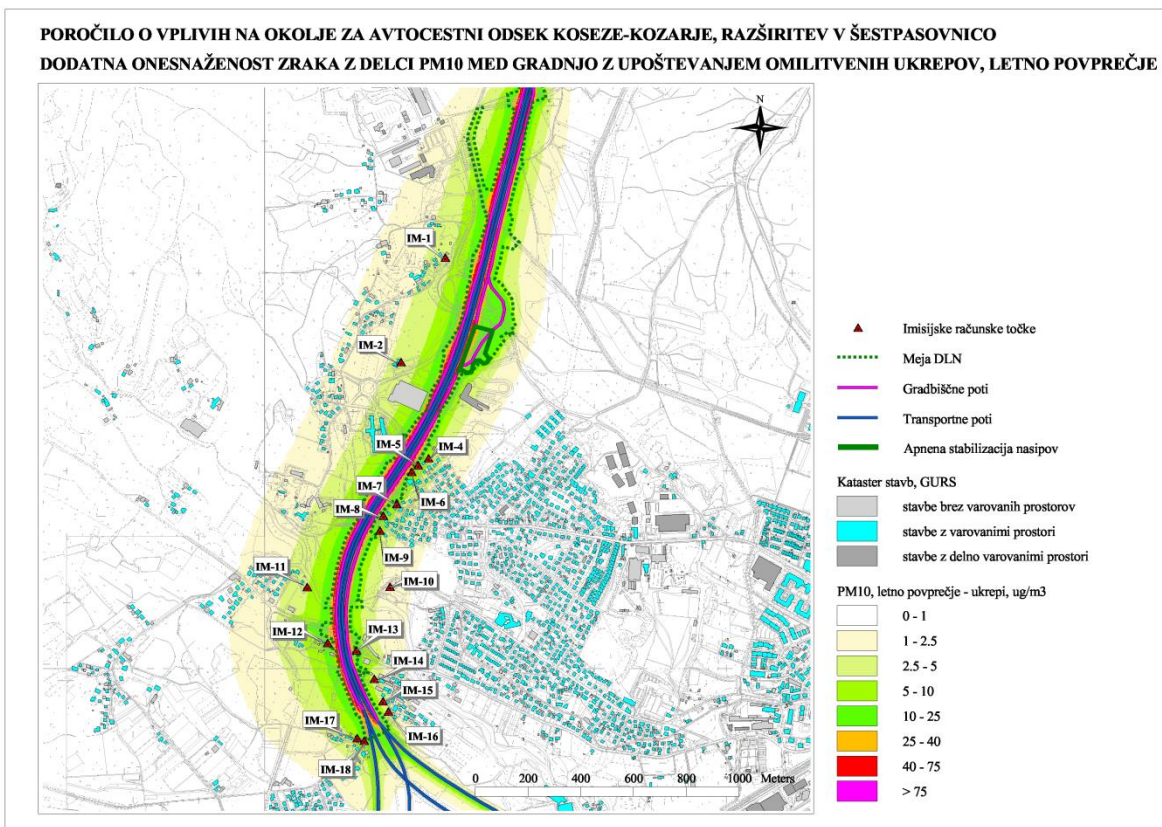 POROČILO O VPLIVIH NA OKOLJE ZA AVTOCESTNI ODSEK KOSEZE-KOZARJE, RAZŠIRITEV V ŠESTPASOVNICO
DODATNA ONESNAŽENOST ZRAKA Z DELCI PM10 MED GRADNJO Z UPOŠTEVANJEM OMILITVENIH UKREPOV, LETNO POVPREČJE
N
IM-1
IM-2
IM-5
IM-4
IM-7
IM-6
IM-8
IM-9
IM-11
IM-10
IM-12
IM-13
IM-14
IM-15
IM-17
IM-16
IM-18
0 200 400 600 800 1000 Meters
Imisijske računske točke
Meja DLN
Gradbiščne poti
Transportne poti
Apnena stabilizacija nasipov
Kataster stavb, GURS
stavbe brez varovanih prostorov
stavbe z varovanimi prostori
stavbe z delno varovanimi prostori
PM10, letno povprečje - ukrepi, ug/m3
0 - 1
1 - 2.5
2.5 - 5
5 - 10
10 - 25
25 - 40
40 - 75
> 75